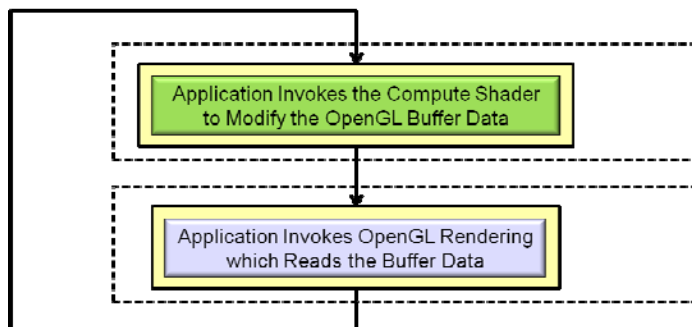 Application Invokes the Compute Shader
to Modify the OpenGL Buffer Data
Application Invokes OpenGL Rendering
which Reads the Buffer Data